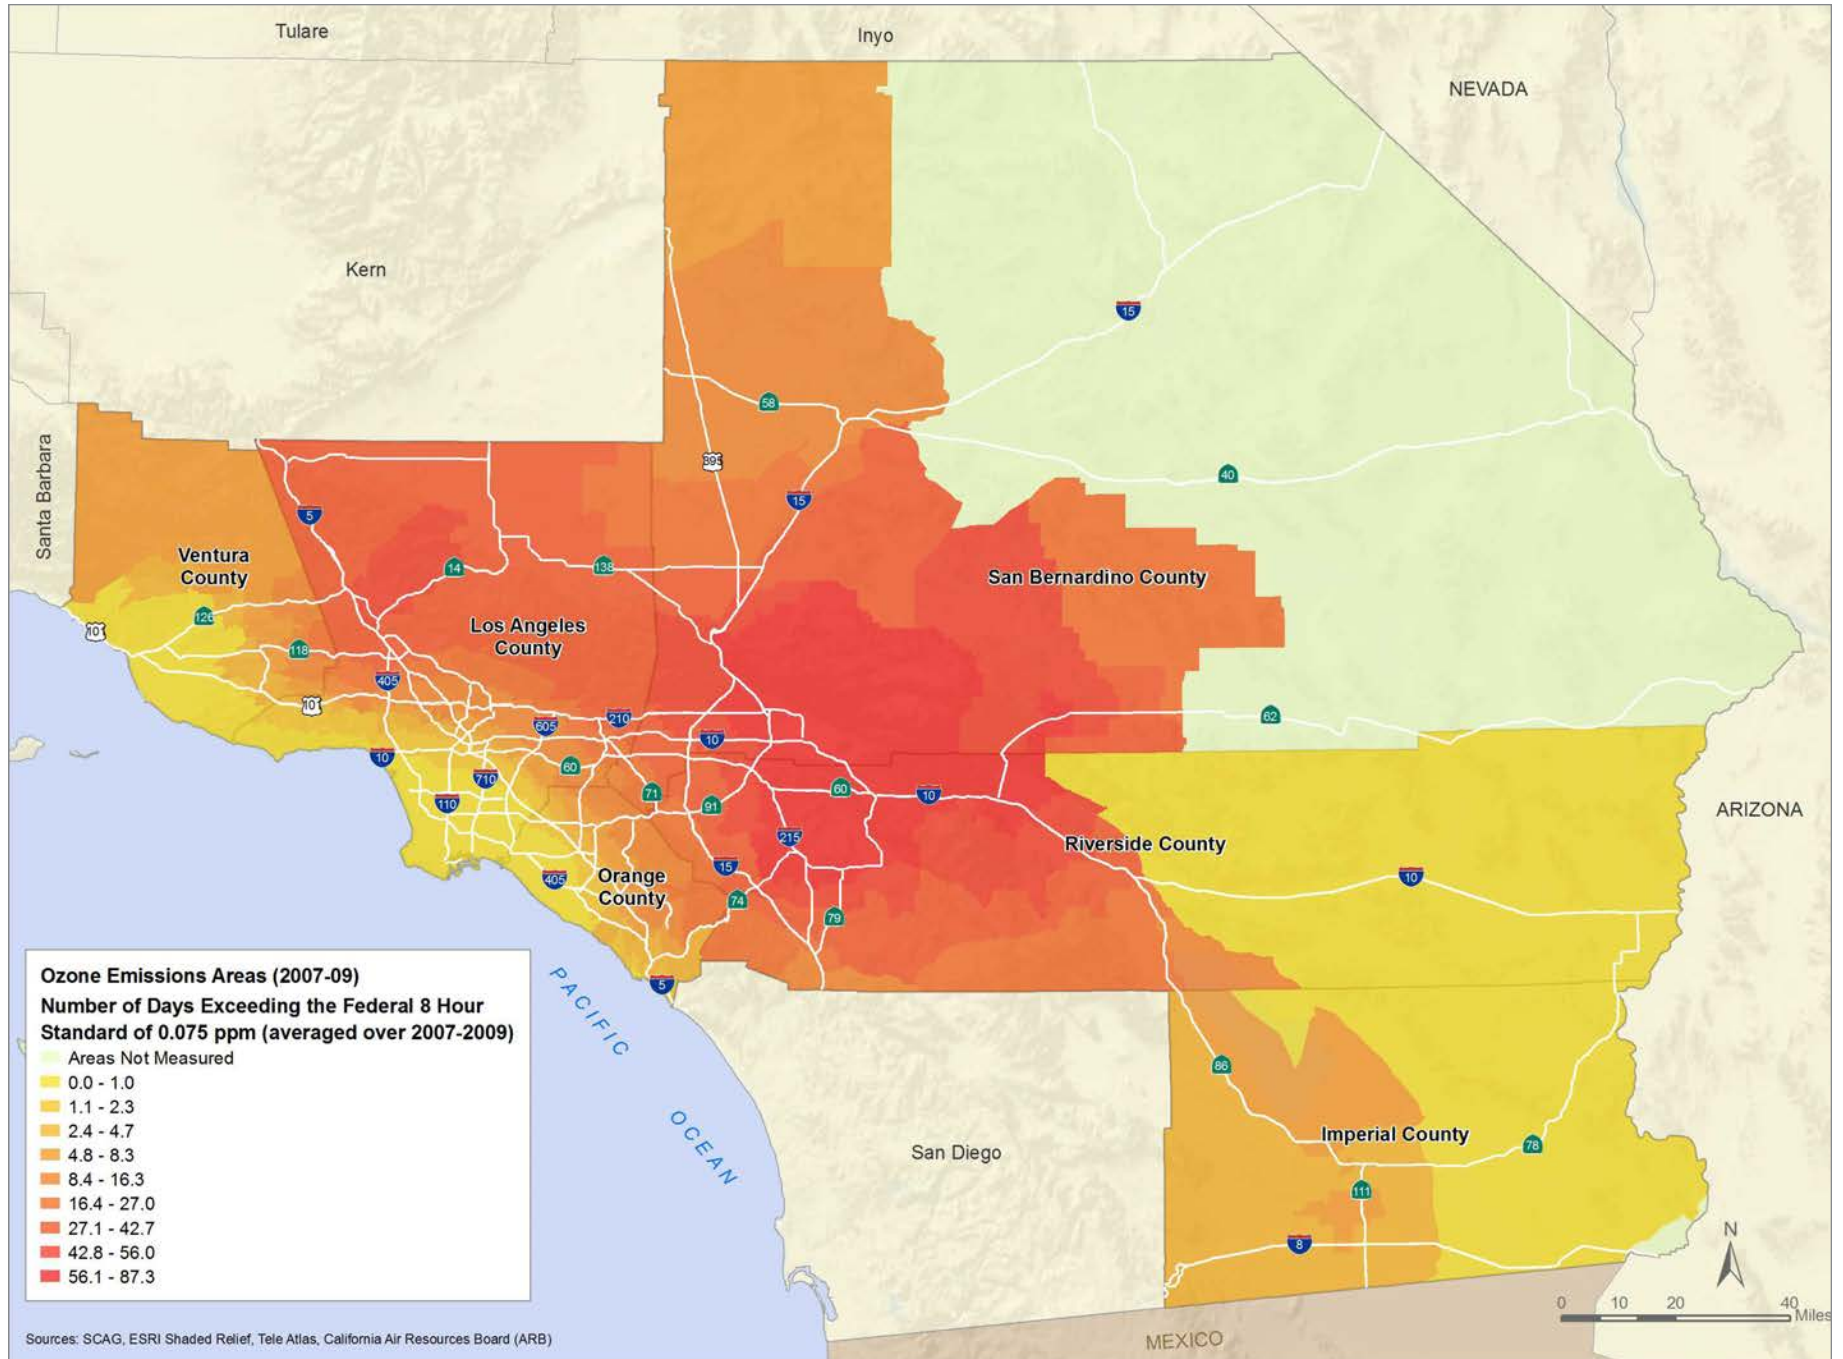 Tulare
Inyo
NEVADA
Kern
15
58
395
40
15
Santa Barbara
5
Ventura
County
14
138
San Bernardino County
126
101
Los Angeles
County
118
405
101
605
210
10
62
10
60
710
71
60
10
110
91
ARIZONA
215
Riverside County
15
10
405
Orange
County
74
79
5
PACIFIC
OCEAN
Ozone Emissions Areas (2007-09)
Number of Days Exceeding the Federal 8 Hour
Standard of 0.075 ppm (averaged over 2007-2009)
Areas Not Measured
0.0 - 1.0
1.1 - 2.3
2.4 - 4.7
4.8 - 8.3
8.4 - 16.3
16.4 - 27.0
27.1 - 42.7
42.8 - 56.0
56.1 - 87.3
86
Imperial County
78
San Diego
111
8
N
0 10 20 40
Miles
MEXICO
Sources: SCAG, ESRI Shaded Relief, Tele Atlas, California Air Resources Board (ARB)